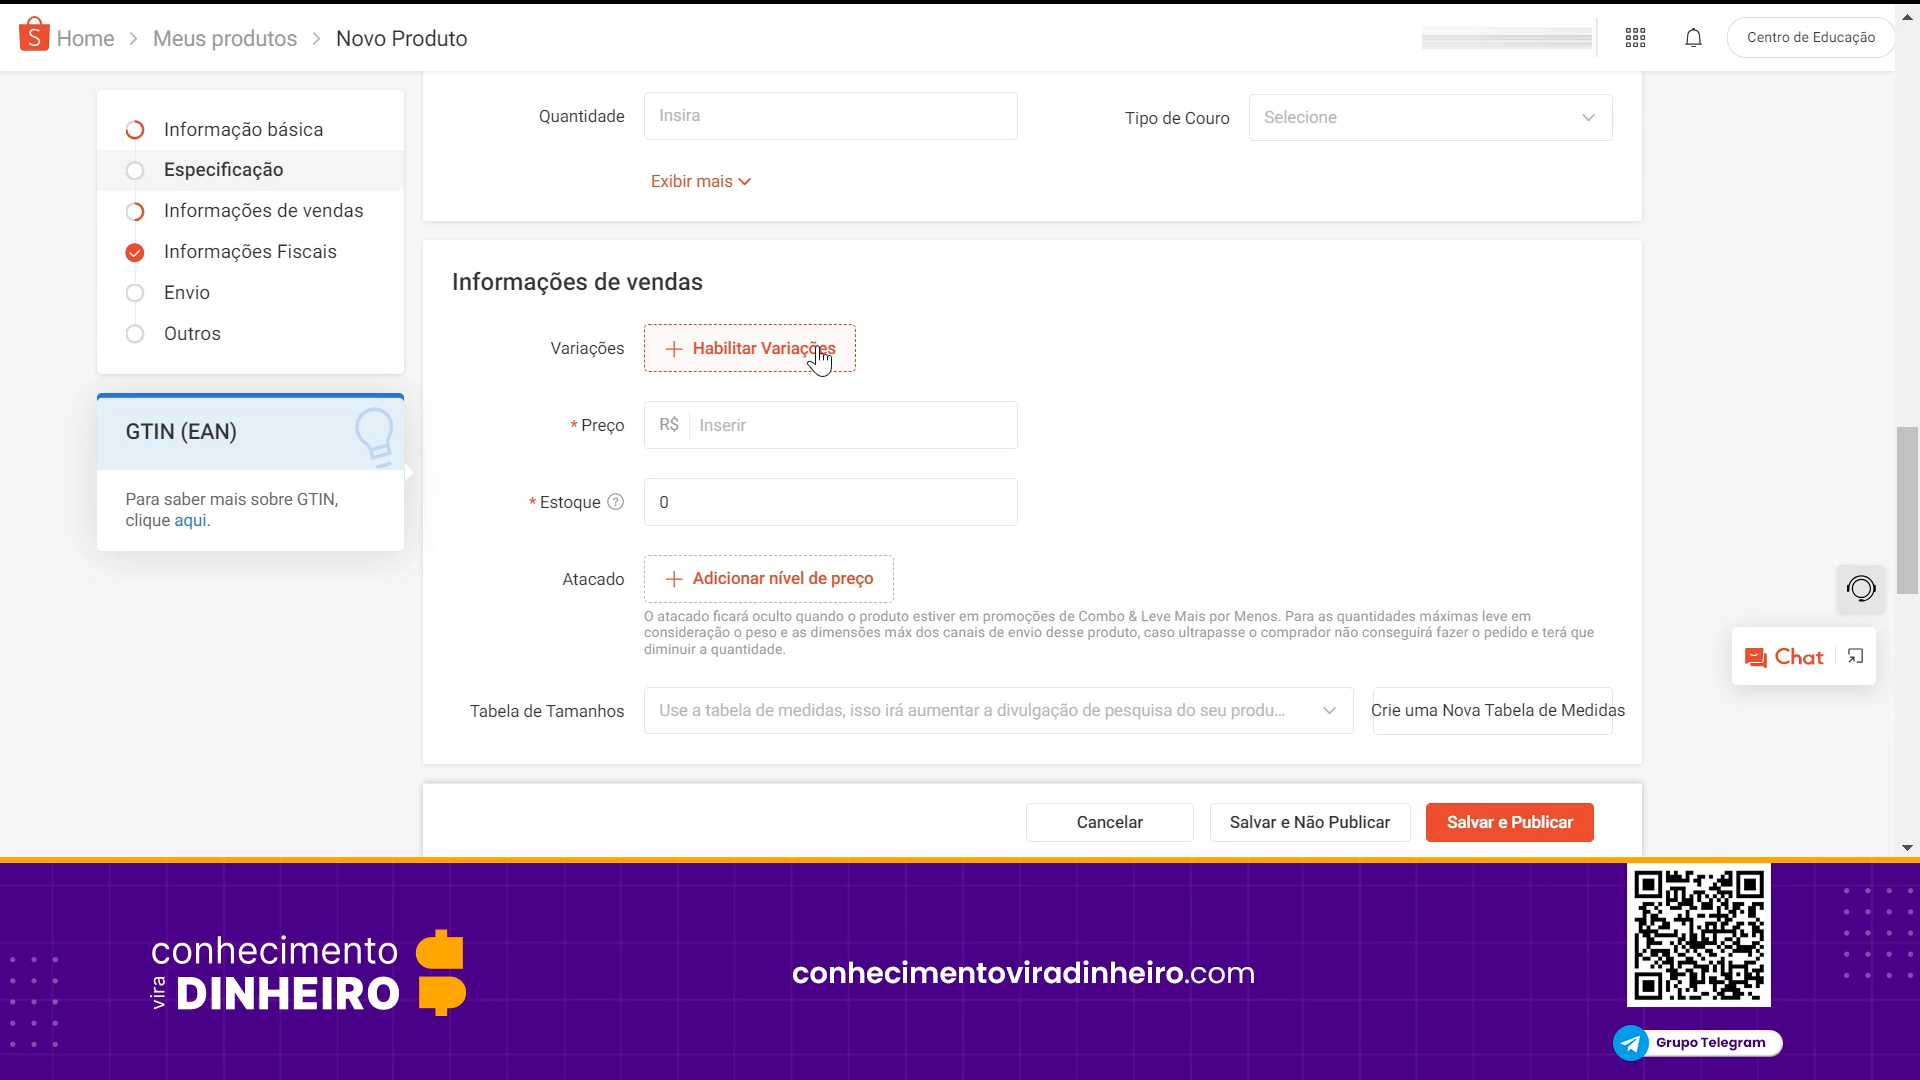 Home > Meus produtos > Novo Produto
Centro de Educação
Informação básica
Especificação
Informações de vendas
Informações Fiscais
Envio
Outros
GTIN (EAN)
Para saber mais sobre GTIN,
clique aqui.
Quantidade
Insira
Tipo de Couro
Selecione
Exibir mais
Informações de vendas
Variações
+ Habilitar Variações
* Preço
R$ Inserir
* Estoque ?
0
Atacado
+ Adicionar nível de preço
O atacado ficará oculto quando o produto estiver em promoções de Combo & Leve Mais por Menos. Para as quantidades máximas leve em
consideração o peso e as dimensões máx dos canais de envio desse produto, caso ultrapasse o comprador não conseguirá fazer o pedido e terá que
diminuir a quantidade.
Tabela de Tamanhos
Use a tabela de medidas, isso irá aumentar a divulgação de pesquisa do seu produ...
Crie uma Nova Tabela de Medidas
Chat
Cancelar
Salvar e Não Publicar
Salvar e Publicar
conhecimento
vira DINHEIRO
conhecimentoviradinheiro.com
Grupo Telegram